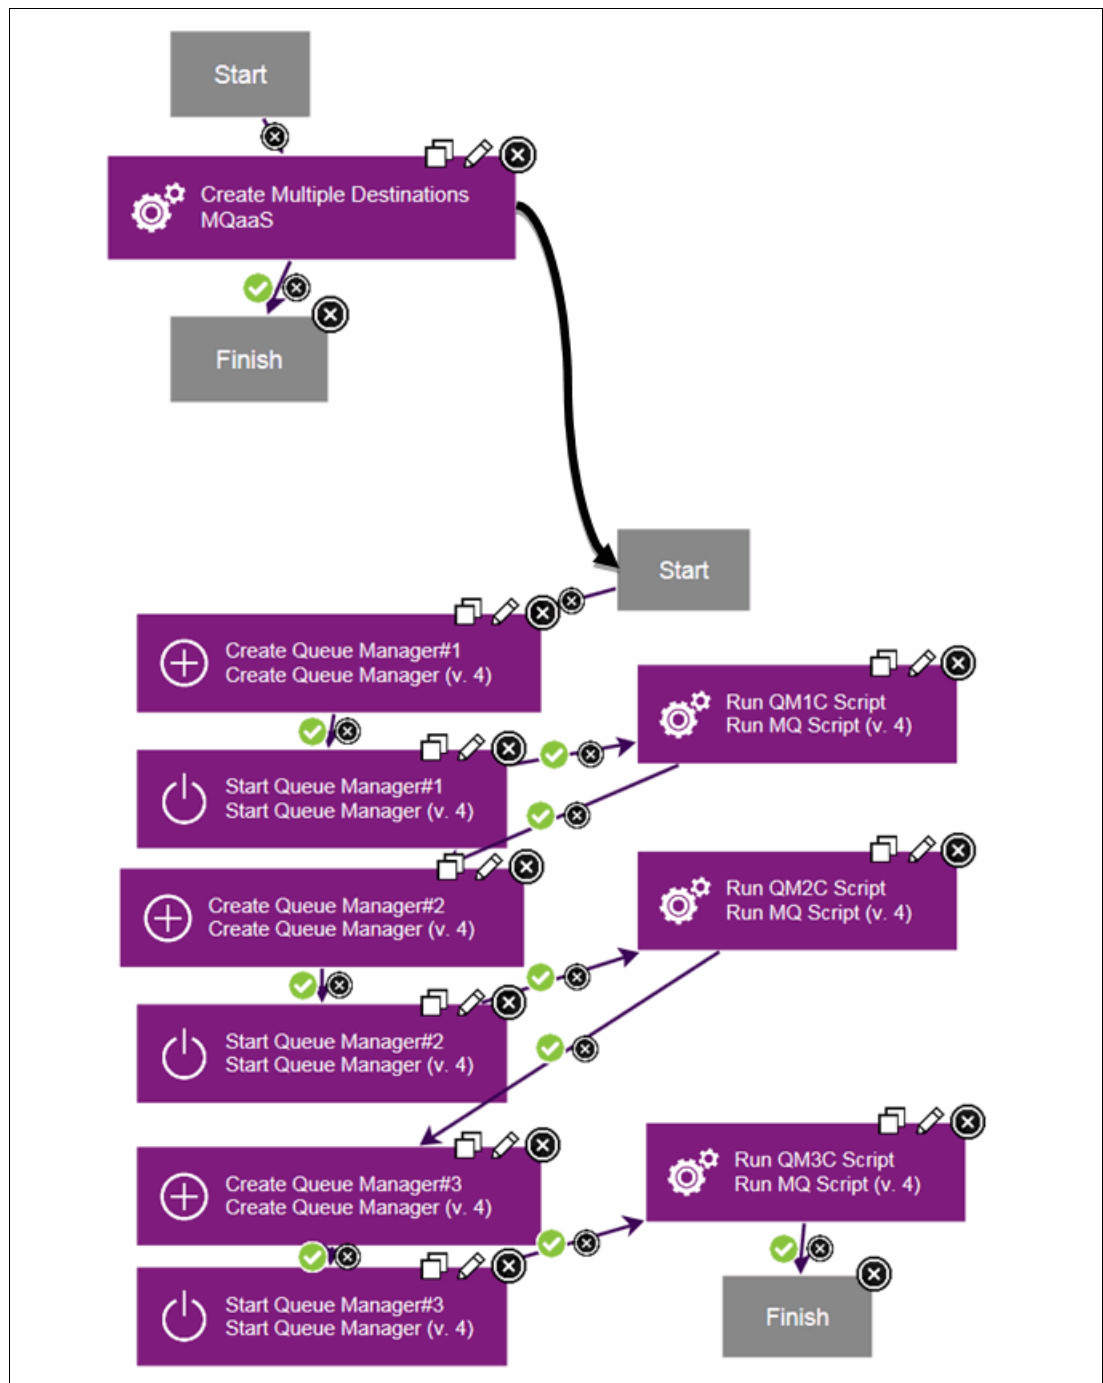 Start
Create Multiple Destinations
MQaaS
Finish
Start
Create Queue Manager#1
Create Queue Manager (v. 4)
Run QM1C Script
Run MQ Script (v. 4)
Start Queue Manager#1
Start Queue Manager (v. 4)
Create Queue Manager#2
Create Queue Manager (v. 4)
Run QM2C Script
Run MQ Script (v. 4)
Start Queue Manager#2
Start Queue Manager (v. 4)
Create Queue Manager#3
Create Queue Manager (v. 4)
Run QM3C Script
Run MQ Script (v. 4)
Start Queue Manager#3
Start Queue Manager (v. 4)
Finish